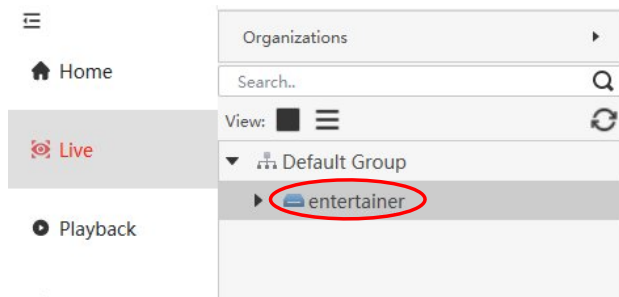 Home
Live
Playback
Organizations
Search..
View:
Default Group
entertainer